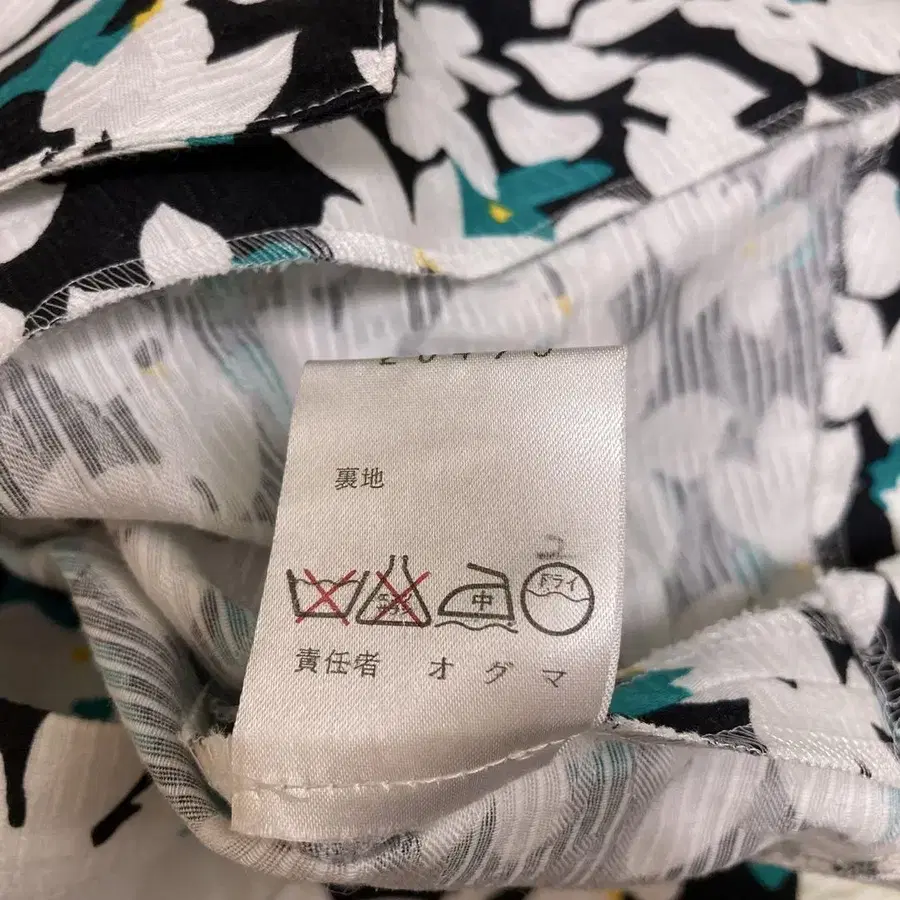 裏地
中 ドライ
責任者 オダマ